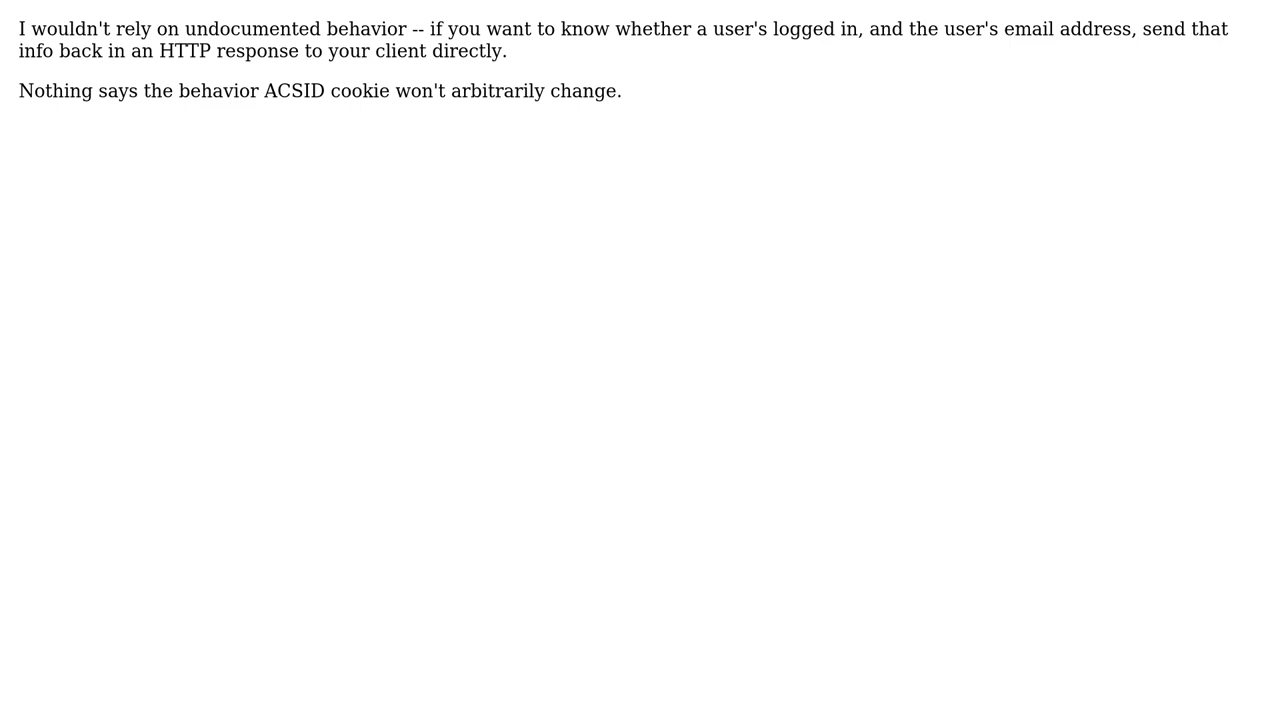 I wouldn't rely on undocumented behavior -- if you want to know whether a user's logged in, and the user's email address, send that
info back in an HTTP response to your client directly.
Nothing says the behavior ACSID cookie won't arbitrarily change.